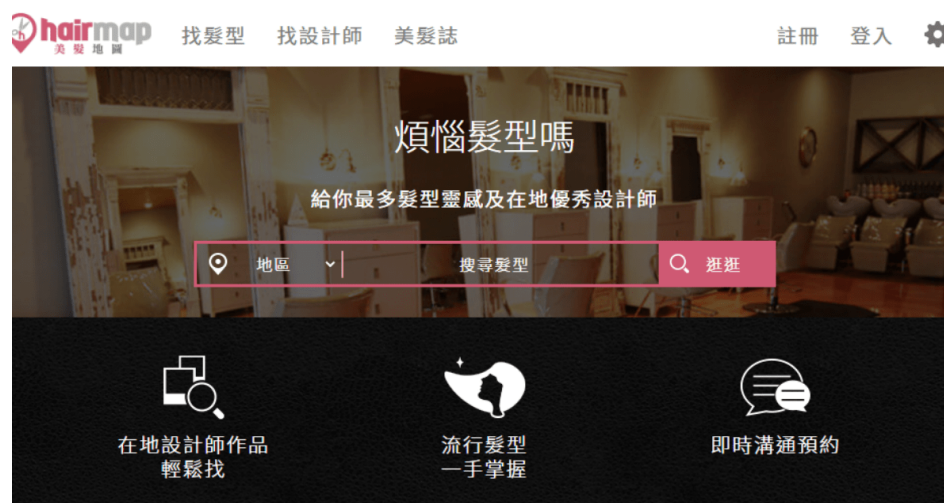 hairmap
美髮地圖
找髮型
找設計師
美髮誌
註冊
登入
煩惱髮型嗎
給你最多髮型靈感及在地優秀設計師
地區
搜尋髮型
逛逛
在地設計師作品
輕鬆找
流行髮型
一手掌握
即時溝通預約